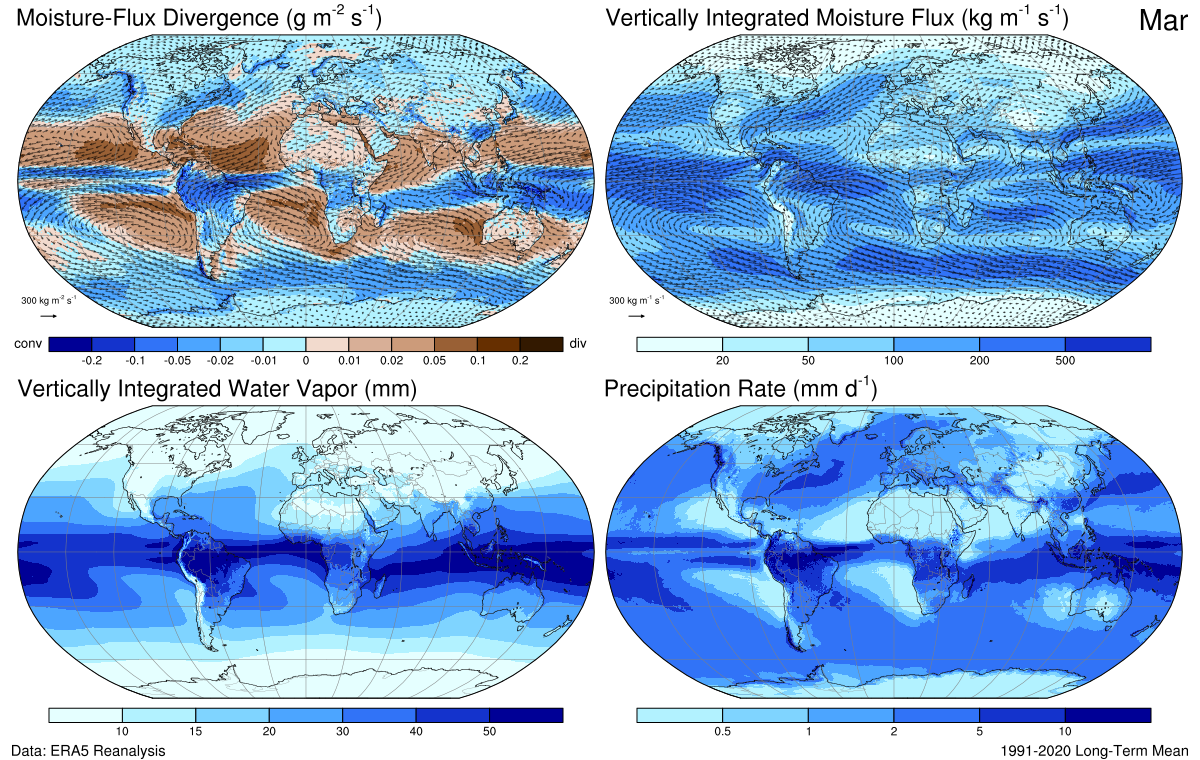 Moisture-Flux Divergence (g m⁻² s⁻¹)
Vertically Integrated Moisture Flux (kg m⁻¹ s⁻¹)
Mar
300 kg m⁻² s⁻¹
300 kg m⁻¹ s⁻¹
conv
div
-0.2 -0.1 -0.05 -0.02 -0.01 0 0.01 0.02 0.05 0.1 0.2
20 50 100 200 500
Vertically Integrated Water Vapor (mm)
Precipitation Rate (mm d⁻¹)
10 15 20 30 40 50
0.5 1 2 5 10
Data: ERA5 Reanalysis
1991-2020 Long-Term Mean